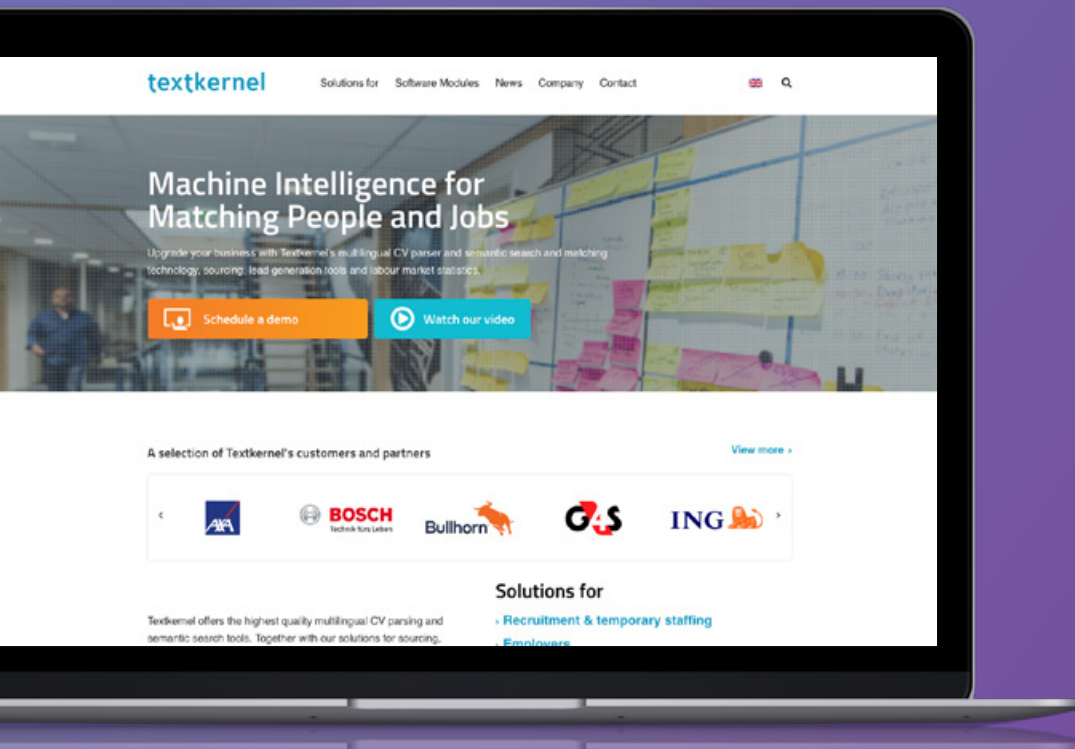 textkernel
Solutions for Software Modules News Company Contact
Machine Intelligence for
Matching People and Jobs
Upgrade your business with Textkernel's multilingual CV parser and semantic search and matching
technology, sourcing, lead generation tools and labour market statistics.
Schedule a demo
Watch our video
A selection of Textkernel's customers and partners
View more ›
AXA
BOSCH
Technik fürs Leben
Bullhorn
G4S
ING
Solutions for
Textkernel offers the highest quality multilingual CV parsing and
semantic search tools. Together with our solutions for sourcing,
› Recruitment & temporary staffing
› Employers